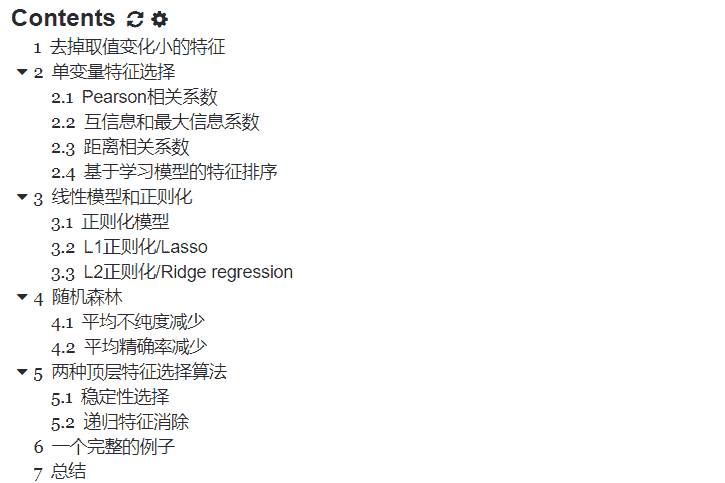 Contents
1 去掉取值变化小的特征
2 单变量特征选择
2.1 Pearson相关系数
2.2 互信息和最大信息系数
2.3 距离相关系数
2.4 基于学习模型的特征排序
3 线性模型和正则化
3.1 正则化模型
3.2 L1正则化/Lasso
3.3 L2正则化/Ridge regression
4 随机森林
4.1 平均不纯度减少
4.2 平均精确率减少
5 两种顶层特征选择算法
5.1 稳定性选择
5.2 递归特征消除
6 一个完整的例子
7 总结